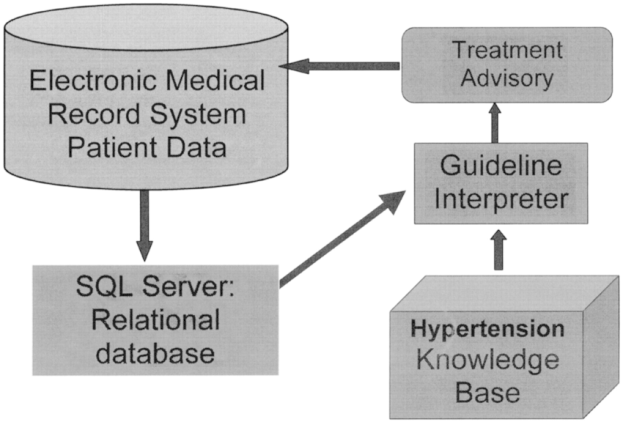 Electronic Medical
Record System
Patient Data
Treatment
Advisory
Guideline
Interpreter
SQL Server:
Relational
database
Hypertension
Knowledge
Base